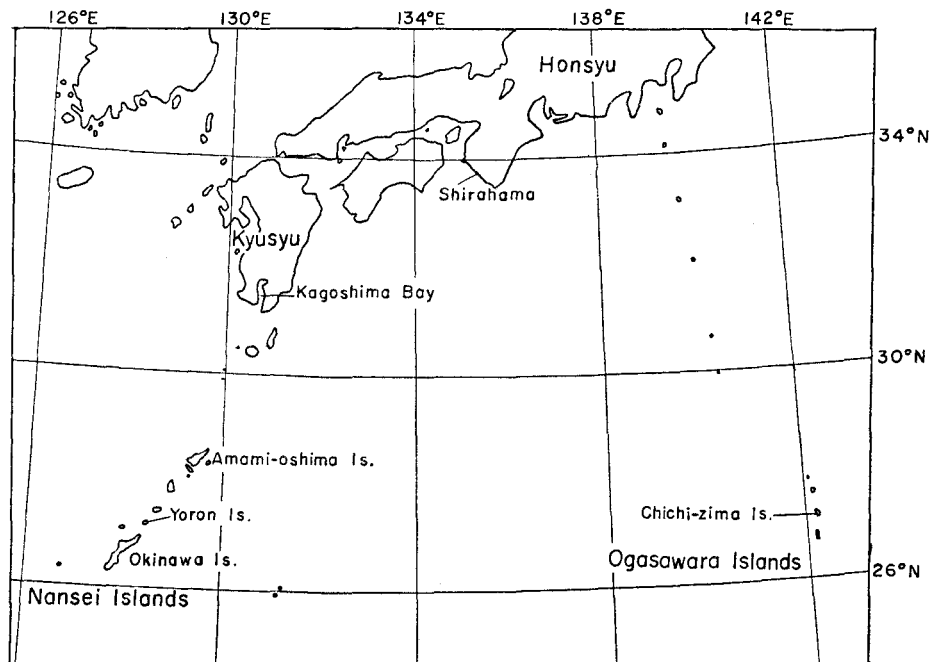 126°E 130°E 134°E 138°E 142°E
Honsyu
34°N
Shirahama
Kyusyu
Kagoshima Bay
30°N
Amami-oshima Is.
Yoron Is.
Chichi-zima Is.
Okinawa Is.
Ogasawara Islands
26°N
Nansei Islands